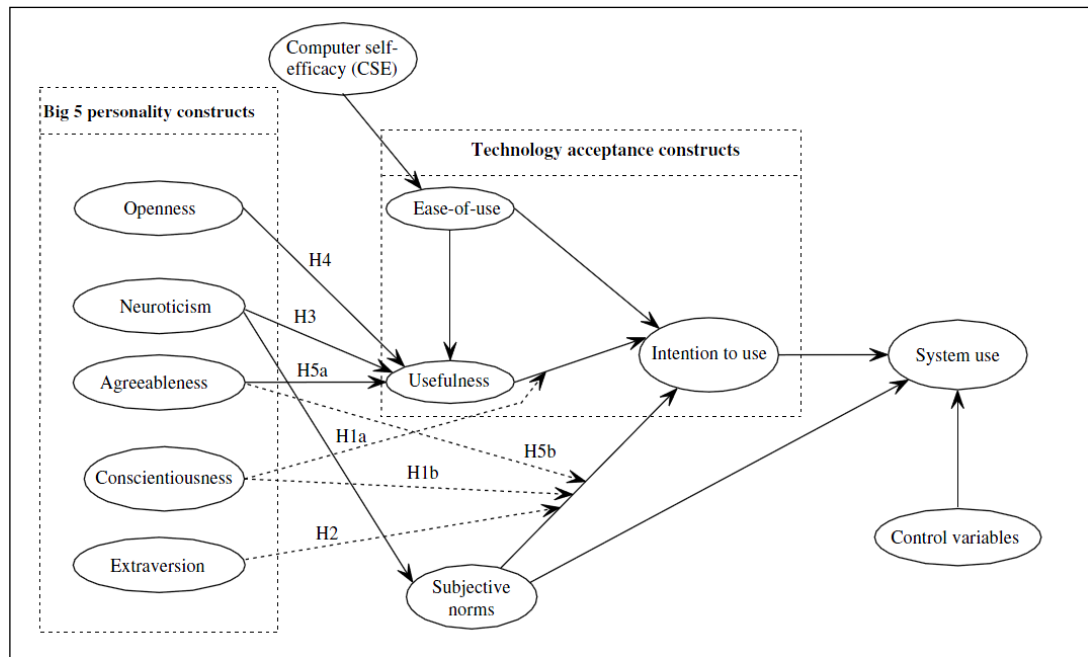 Computer self-
efficacy (CSE)
Big 5 personality constructs
Technology acceptance constructs
Openness
Ease-of-use
H4
Neuroticism
H3
Intention to use
System use
Agreeableness
H5a
Usefulness
H1a
H5b
Conscientiousness
H1b
H2
Control variables
Extraversion
Subjective
norms